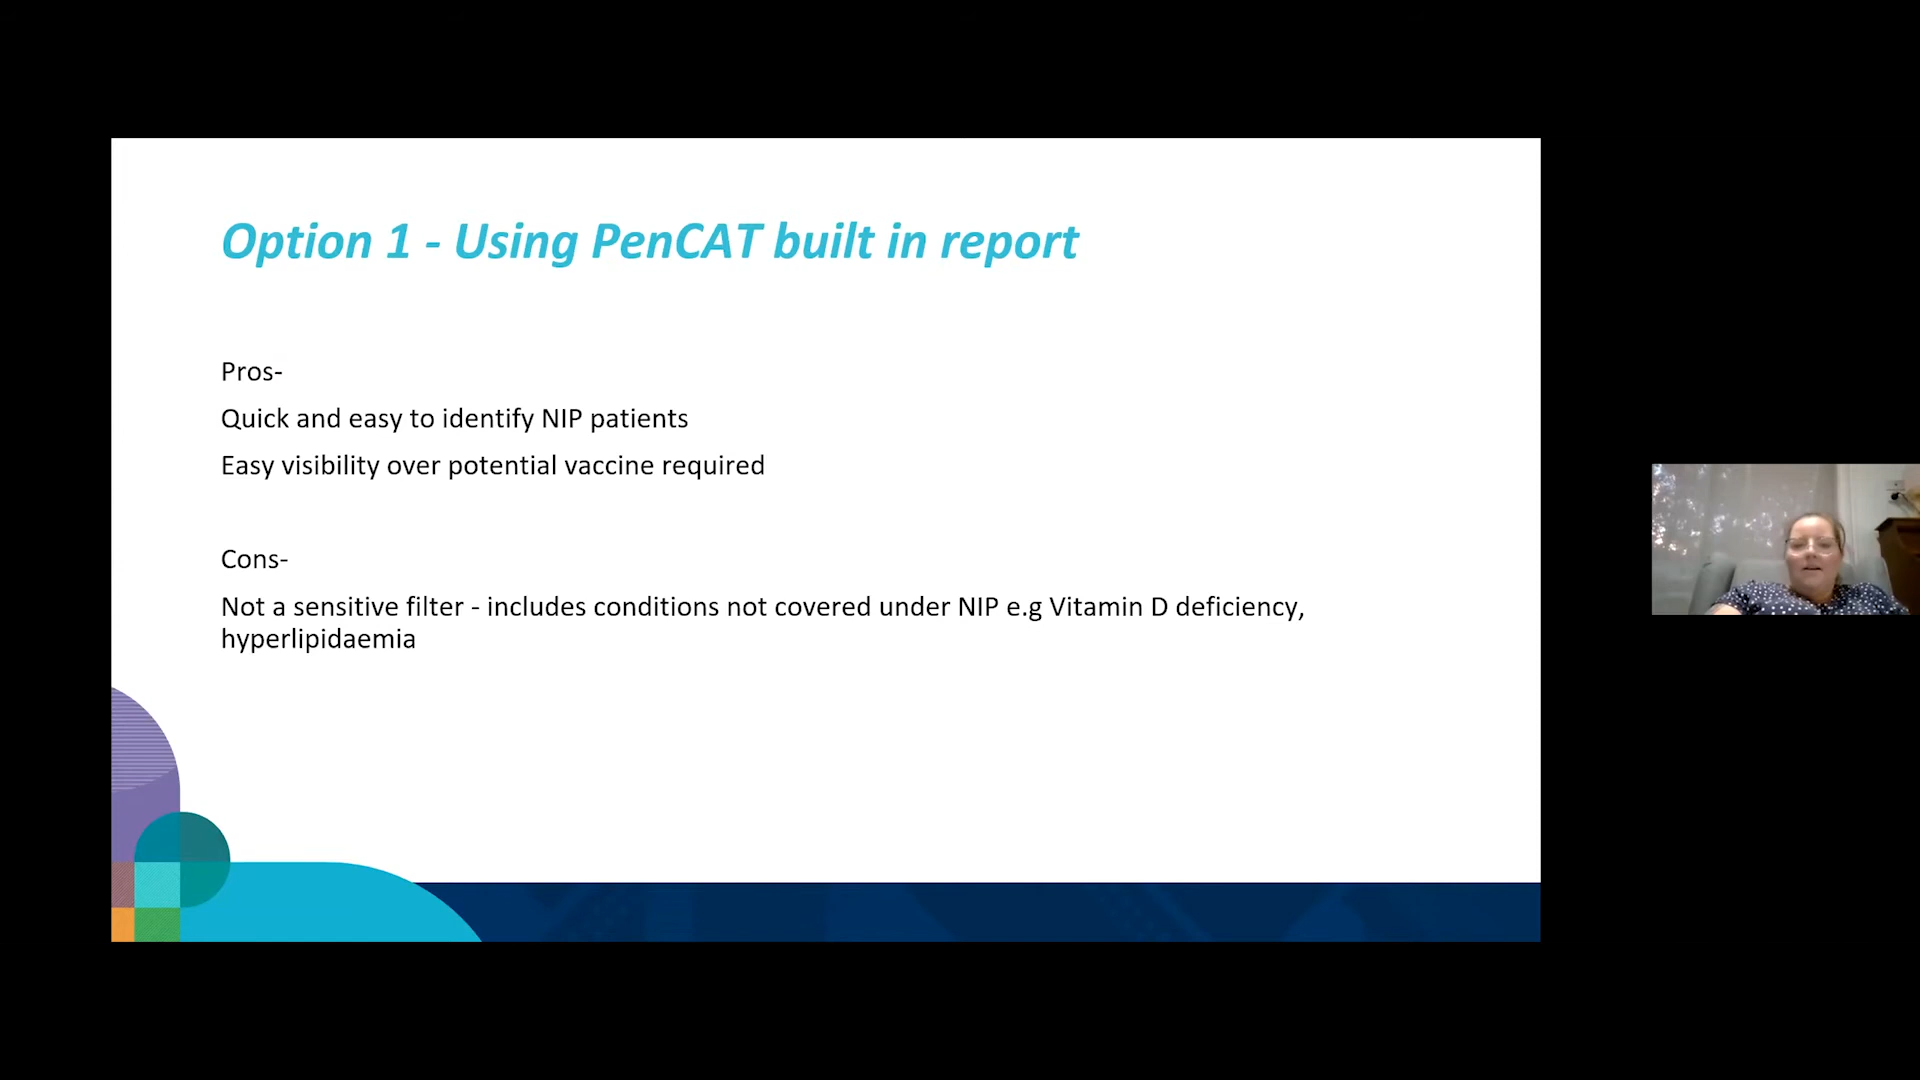 Option 1 - Using PenCAT built in report
Pros-
Quick and easy to identify NIP patients
Easy visibility over potential vaccine required
Cons-
Not a sensitive filter - includes conditions not covered under NIP e.g Vitamin D deficiency,
hyperlipidaemia